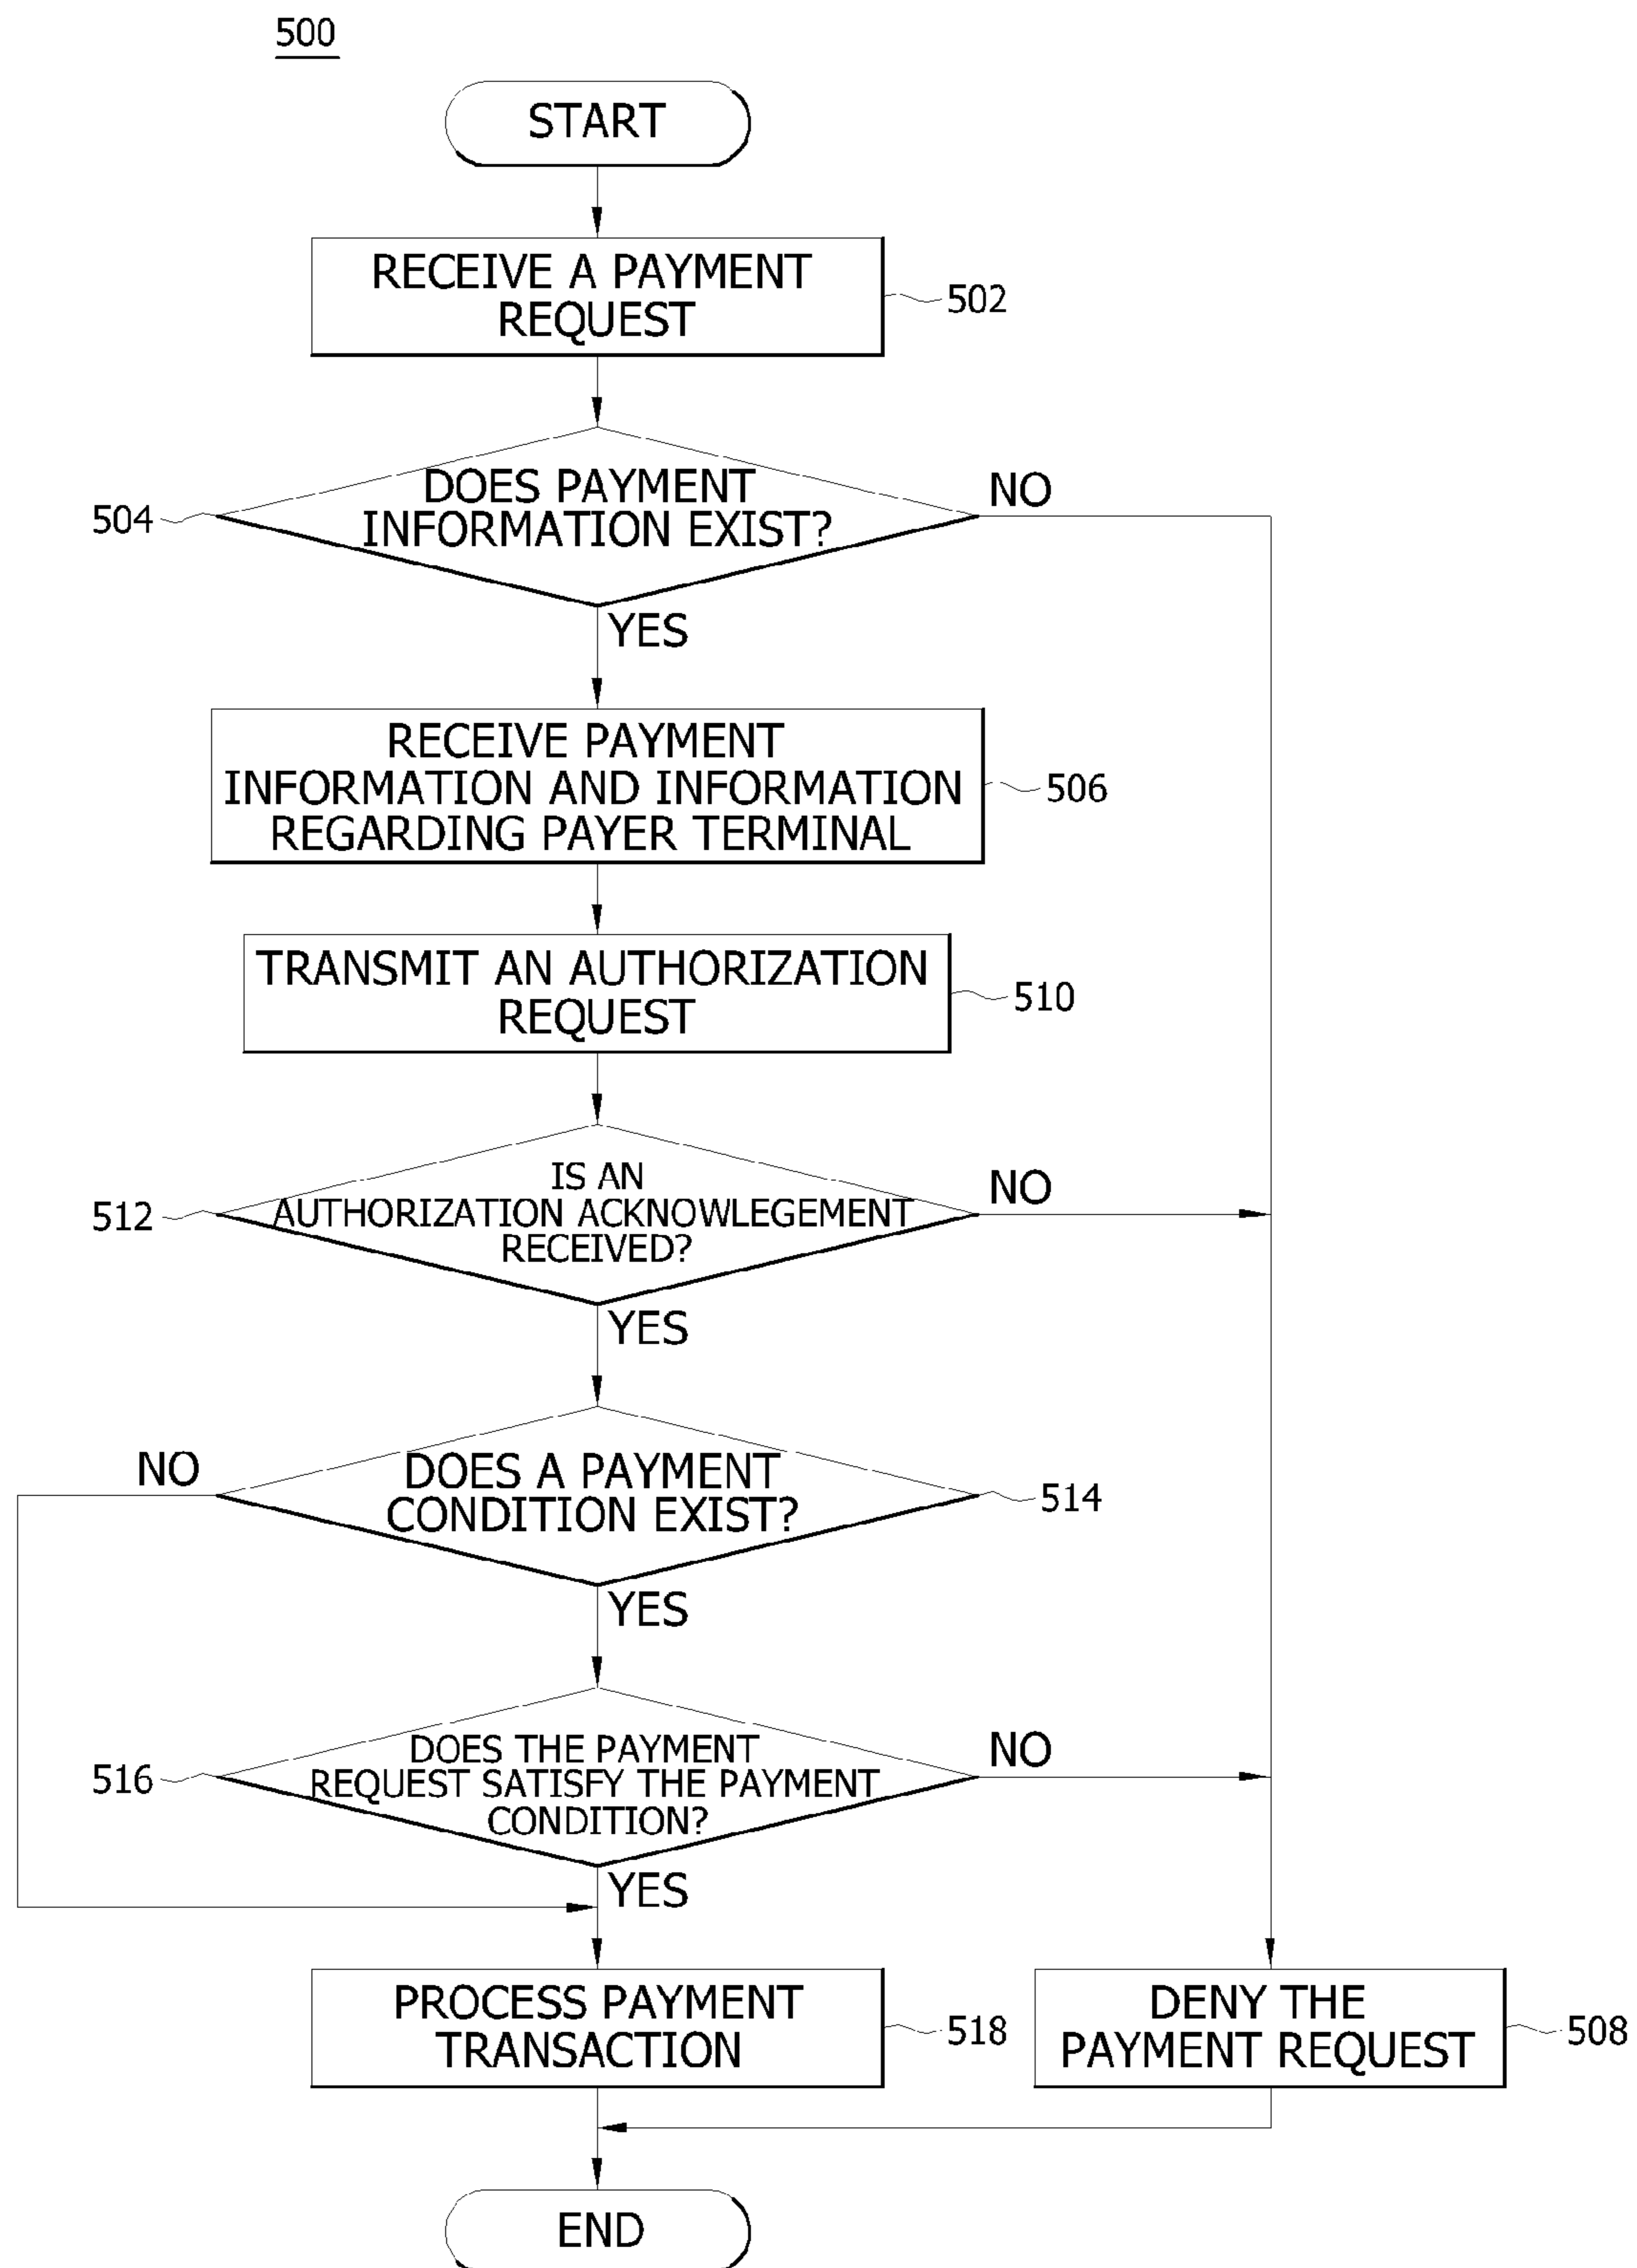 500
START
RECEIVE A PAYMENT
REQUEST
502
DOES PAYMENT
INFORMATION EXIST?
504
NO
YES
RECEIVE PAYMENT
INFORMATION AND INFORMATION
REGARDING PAYER TERMINAL
506
TRANSMIT AN AUTHORIZATION
REQUEST
510
IS AN
AUTHORIZATION ACKNOWLEGEMENT
RECEIVED?
512
NO
YES
NO
DOES A PAYMENT
CONDITION EXIST?
514
YES
DOES THE PAYMENT
REQUEST SATISFY THE PAYMENT
CONDITION?
516
NO
YES
PROCESS PAYMENT
TRANSACTION
518
DENY THE
PAYMENT REQUEST
508
END